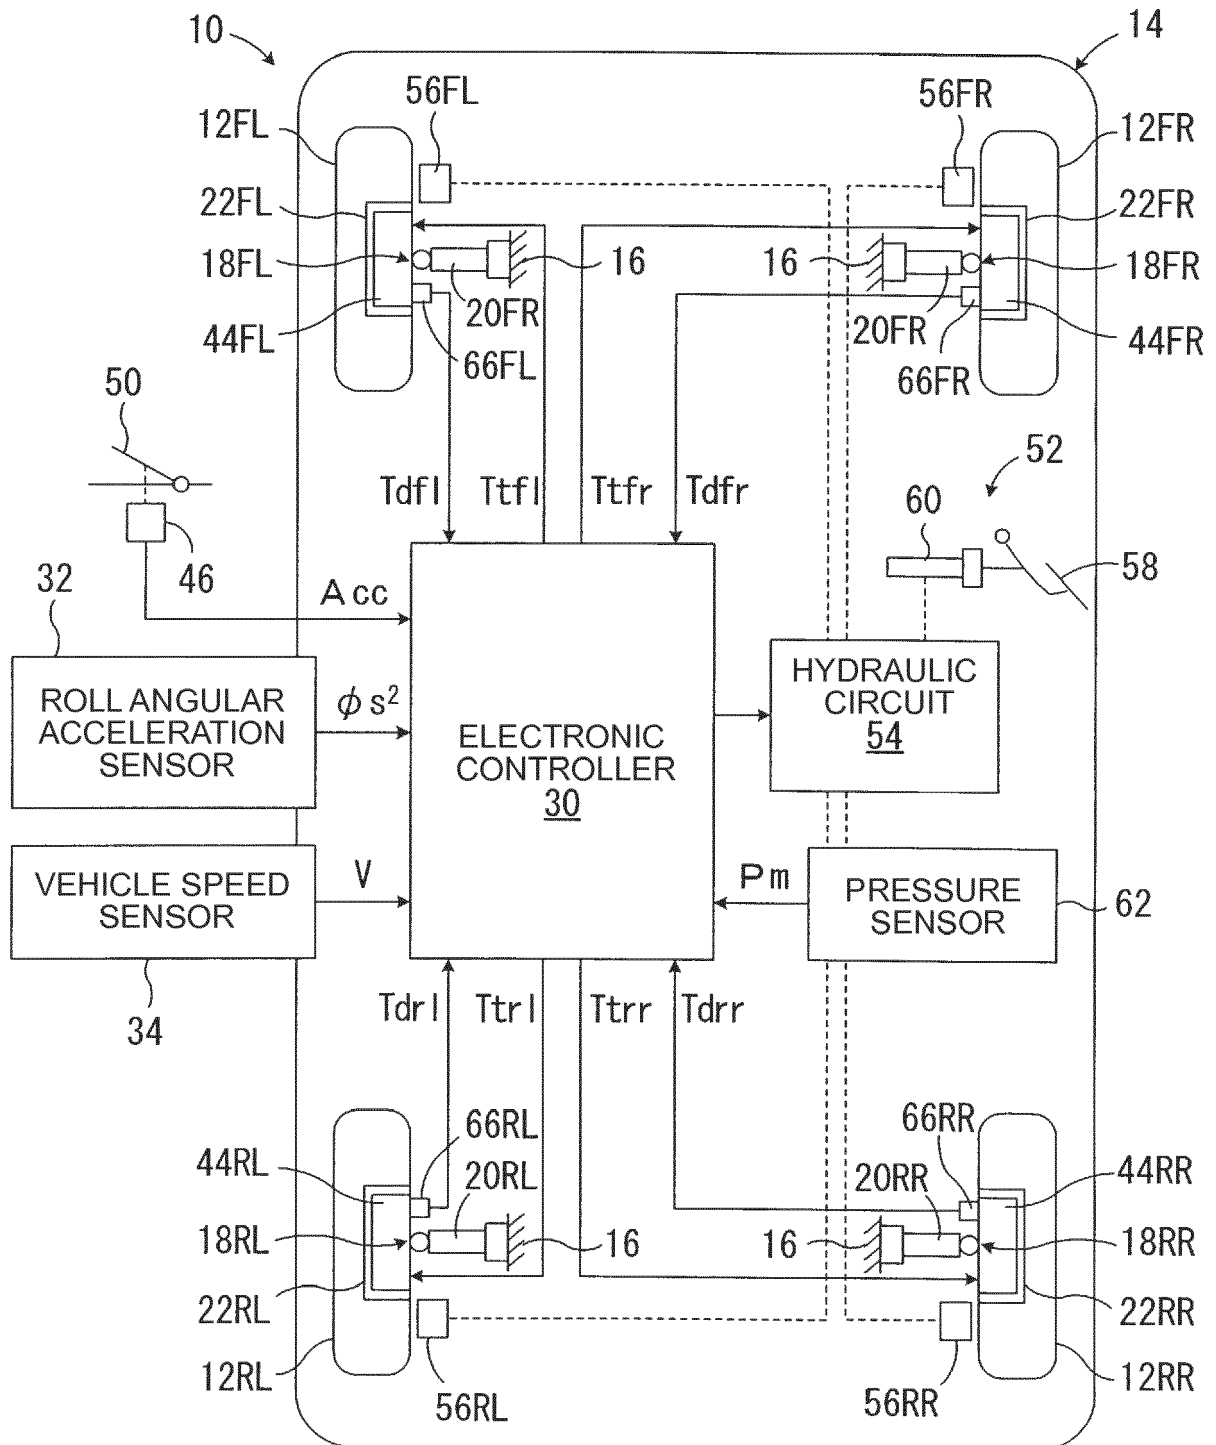 10
14
56FL
56FR
12FL
12FR
22FL
22FR
18FL
16
16
18FR
20FR
20FR
44FL
44FR
66FL
66FR
50
52
Tdfl
Ttfl
Ttfr
Tdfr
60
46
58
32
Acc
ROLL ANGULAR
ACCELERATION
SENSOR
φs²
HYDRAULIC
CIRCUIT
54
ELECTRONIC
CONTROLLER
30
VEHICLE SPEED
SENSOR
V
Pm
PRESSURE
SENSOR
62
34
Tdrl
Ttrl
Ttrr
Tdrr
66RL
66RR
44RL
20RL
20RR
44RR
18RL
16
16
18RR
22RL
22RR
12RL
56RL
56RR
12RR